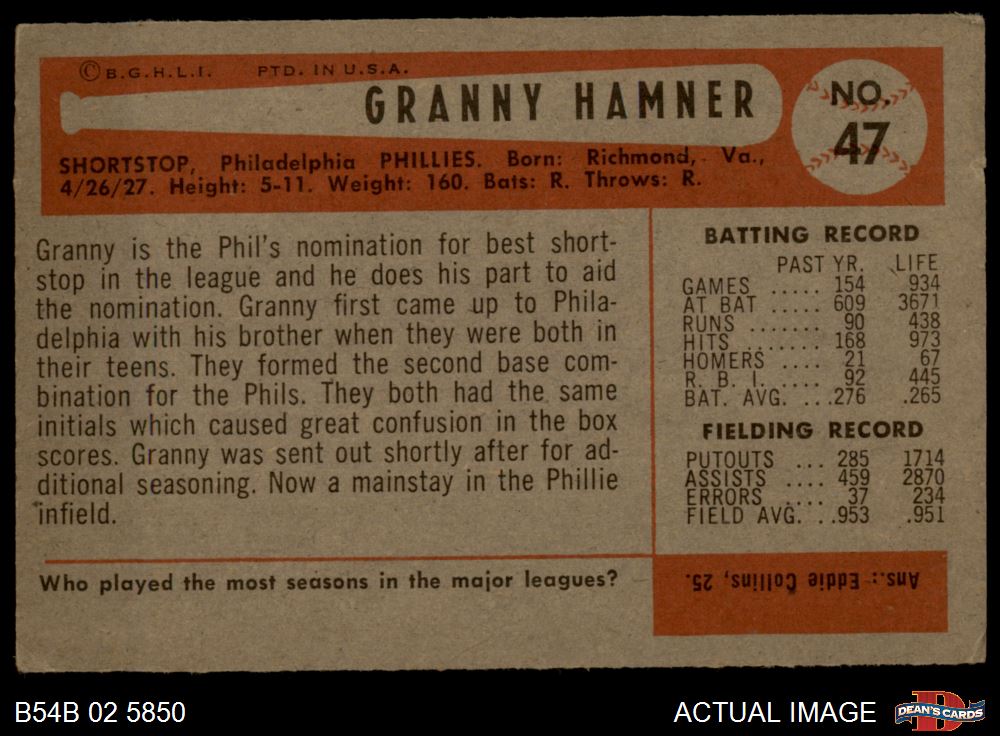 © B.G.H.L.I. PTD. IN U.S.A.
GRANNY HAMNER
NO.
47
SHORTSTOP, Philadelphia PHILLIES. Born: Richmond, Va.,
4/26/27. Height: 5-11. Weight: 160. Bats: R. Throws: R.
Granny is the Phil's nomination for best short-
stop in the league and he does his part to aid
the nomination. Granny first came up to Phila-
delphia with his brother when they were both in
their teens. They formed the second base com-
bination for the Phils. They both had the same
initials which caused great confusion in the box
scores. Granny was sent out shortly after for ad-
ditional seasoning. Now a mainstay in the Phillie
infield.
BATTING RECORD
PAST YR. LIFE
GAMES ..... 154 934
AT BAT ..... 609 3671
RUNS ....... 90 438
HITS ........ 168 973
HOMERS .... 21 67
R. B. I. .... 92 445
BAT. AVG. ...276 .265
FIELDING RECORD
PUTOUTS ... 285 1714
ASSISTS .... 459 2870
ERRORS .... 37 234
FIELD AVG. ..953 .951
Who played the most seasons in the major leagues?
Ans.: Eddie Collins, 25.
B54B 02 5850
ACTUAL IMAGE
D
DEAN'S CARDS